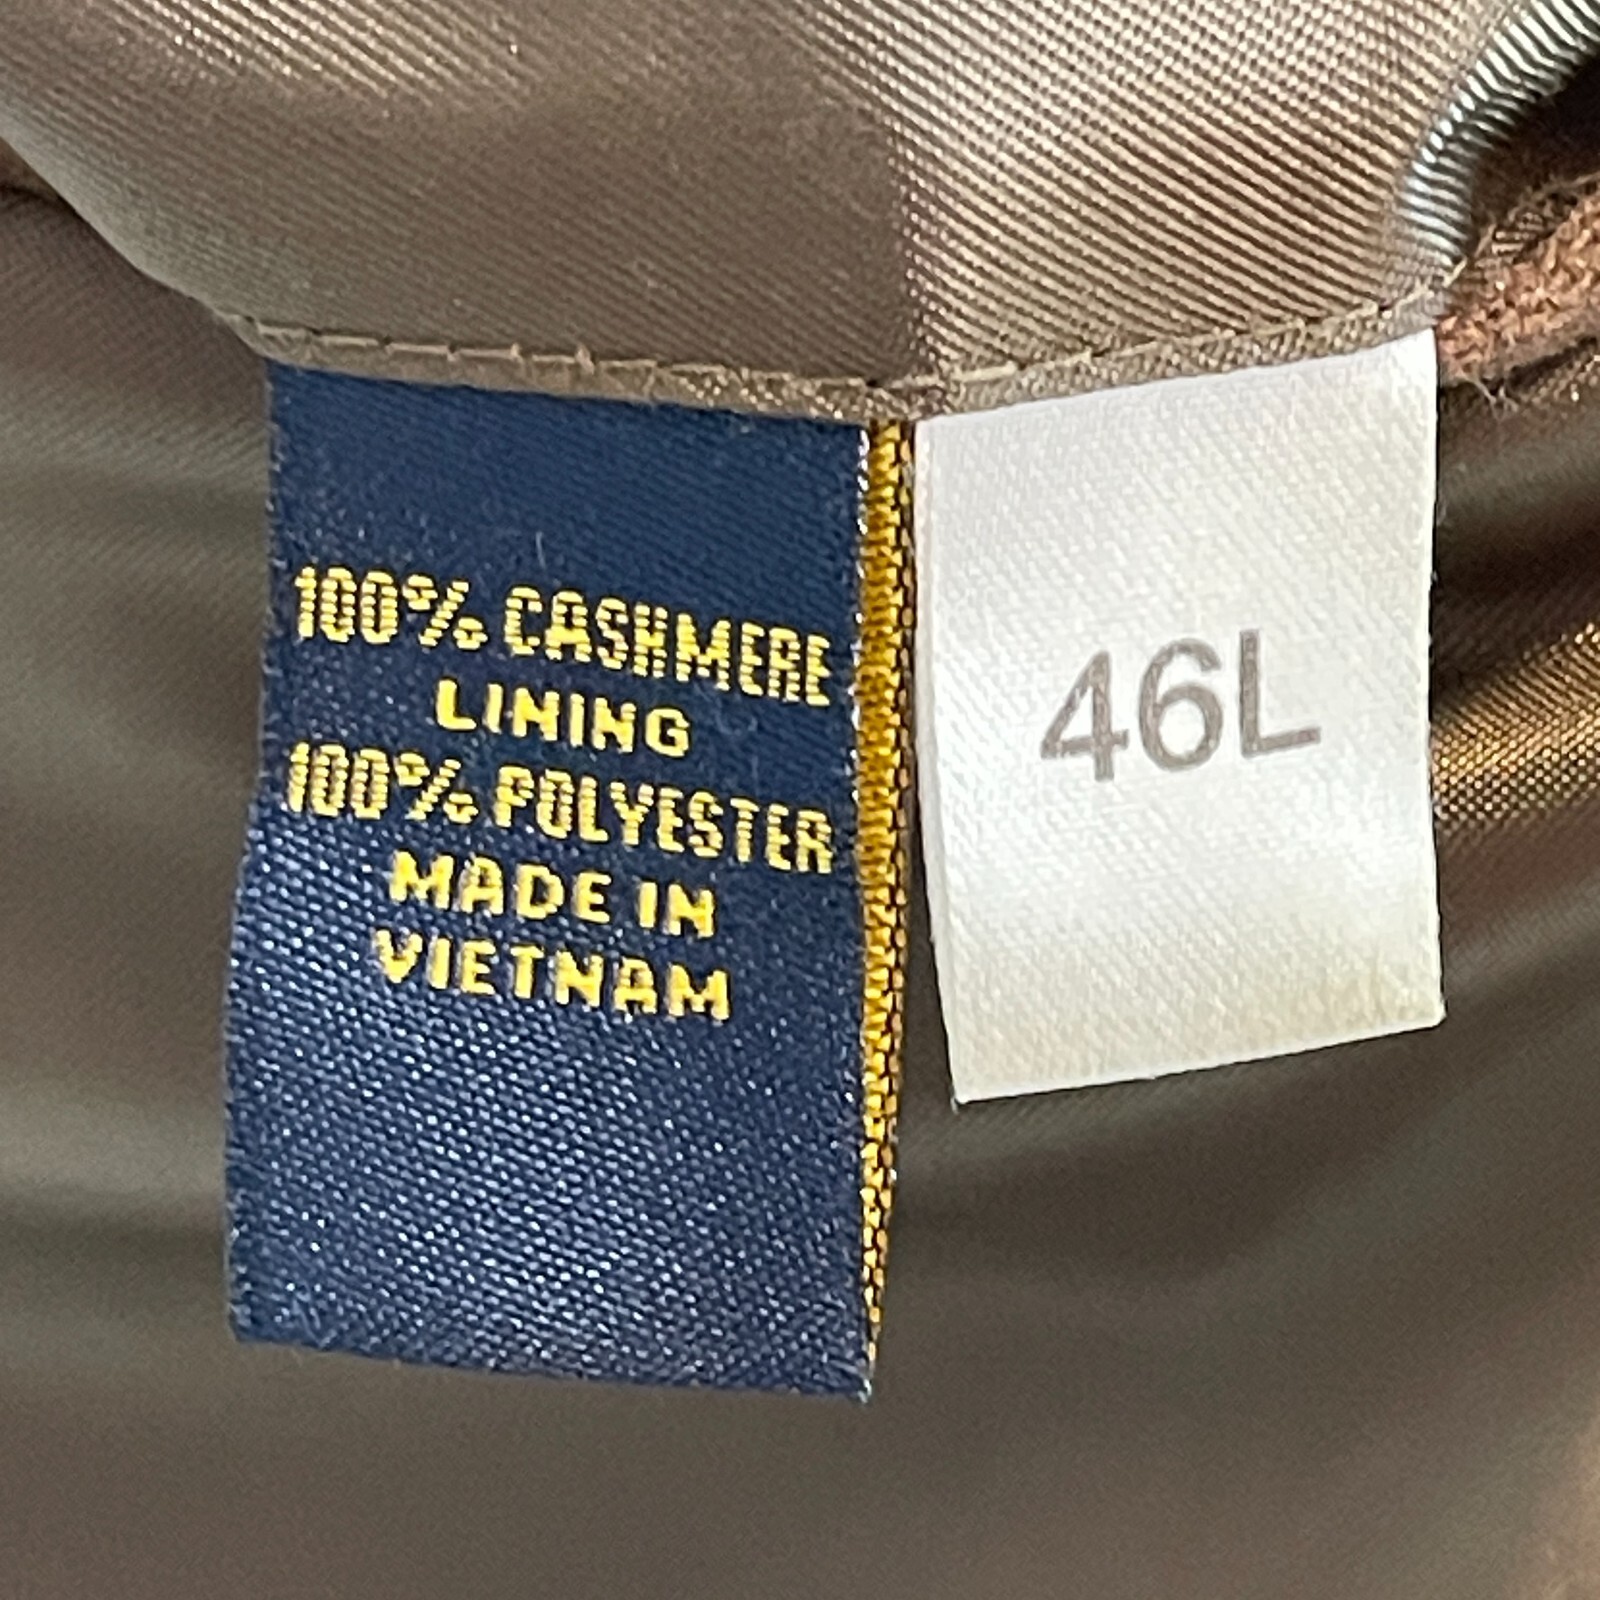 100% CASHMERE
LINING
100% POLYESTER
MADE IN
VIETNAM
46L